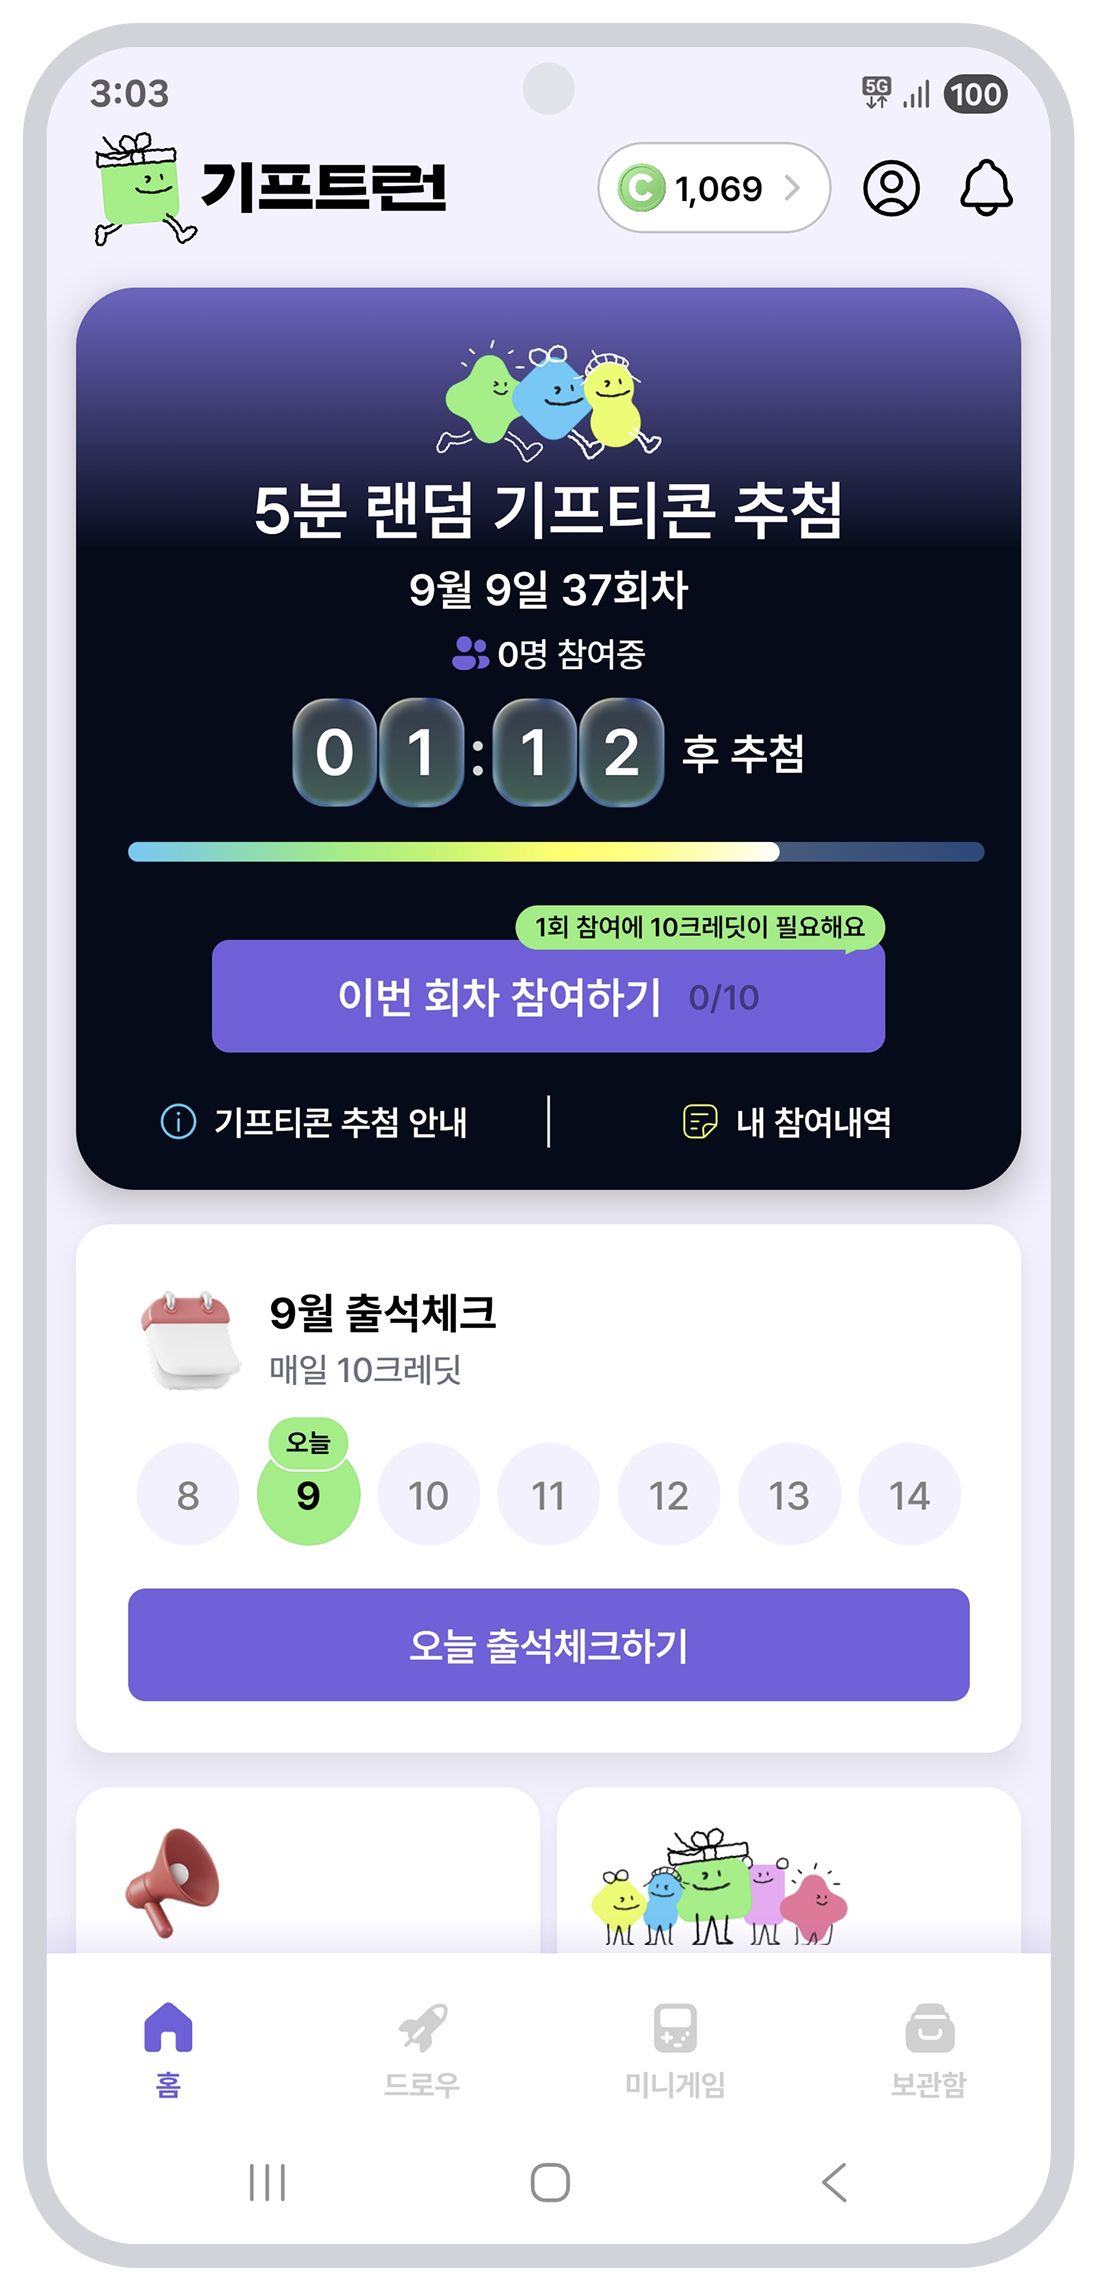 3:03
5G
100
기프트런
C 1,069
5분 랜덤 기프티콘 추첨
9월 9일 37회차
0명 참여중
01:12 후 추첨
1회 참여에 10크레딧이 필요해요
이번 회차 참여하기 0/10
기프티콘 추첨 안내
내 참여내역
9월 출석체크
매일 10크레딧
오늘
8 9 10 11 12 13 14
오늘 출석체크하기
홈 드로우 미니게임 보관함